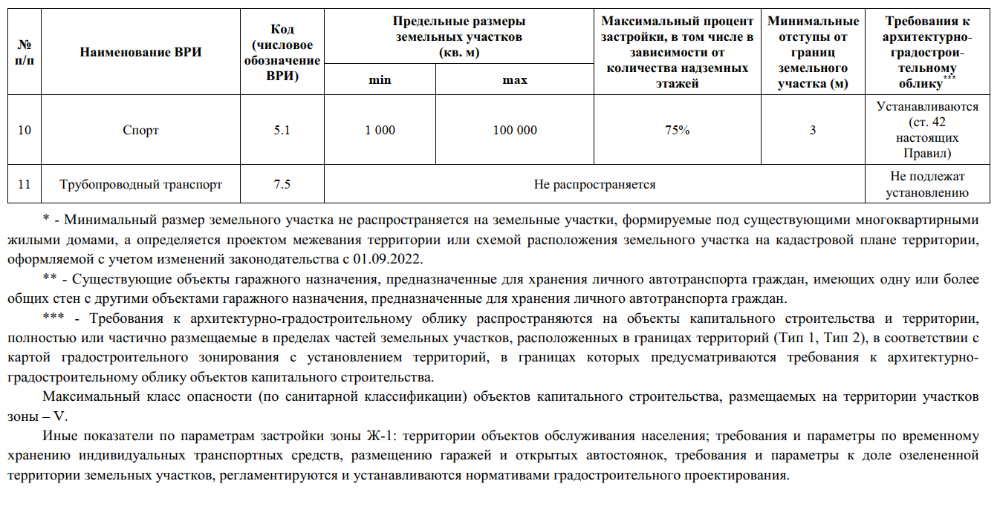 №
п/п
Наименование ВРИ
Код
(числовое
обозначение
ВРИ)
Предельные размеры
земельных участков
(кв. м)
min
max
Максимальный процент
застройки, в том числе в
зависимости от
количества надземных
этажей
Минимальные
отступы от
границ
земельного
участка (м)
Требования к
архитектурно-
градострои-
тельному
облику***
10
Спорт
5.1
1 000
100 000
75%
3
Устанавливаются
(ст. 42
настоящих
Правил)
11
Трубопроводный транспорт
7.5
Не распространяется
Не подлежат
установлению
* - Минимальный размер земельного участка не распространяется на земельные участки, формируемые под существующими многоквартирными
жилыми домами, а определяется проектом межевания территории или схемой расположения земельного участка на кадастровой плане территории,
оформляемой с учетом изменений законодательства с 01.09.2022.
** - Существующие объекты гаражного назначения, предназначенные для хранения личного автотранспорта граждан, имеющих одну или более
общих стен с другими объектами гаражного назначения, предназначенные для хранения личного автотранспорта граждан.
*** - Требования к архитектурно-градостроительному облику распространяются на объекты капитального строительства и территории,
полностью или частично размещаемые в пределах частей земельных участков, расположенных в границах территорий (Тип 1, Тип 2), в соответствии с
картой градостроительного зонирования с установлением территорий, в границах которых предусматриваются требования к архитектурно-
градостроительному облику объектов капитального строительства.
Максимальный класс опасности (по санитарной классификации) объектов капитального строительства, размещаемых на территории участков
зоны – V.
Иные показатели по параметрам застройки зоны Ж-1: территории объектов обслуживания населения; требования и параметры по временному
хранению индивидуальных транспортных средств, размещению гаражей и открытых автостоянок, требования и параметры к доле озелененной
территории земельных участков, регламентируются и устанавливаются нормативами градостроительного проектирования.